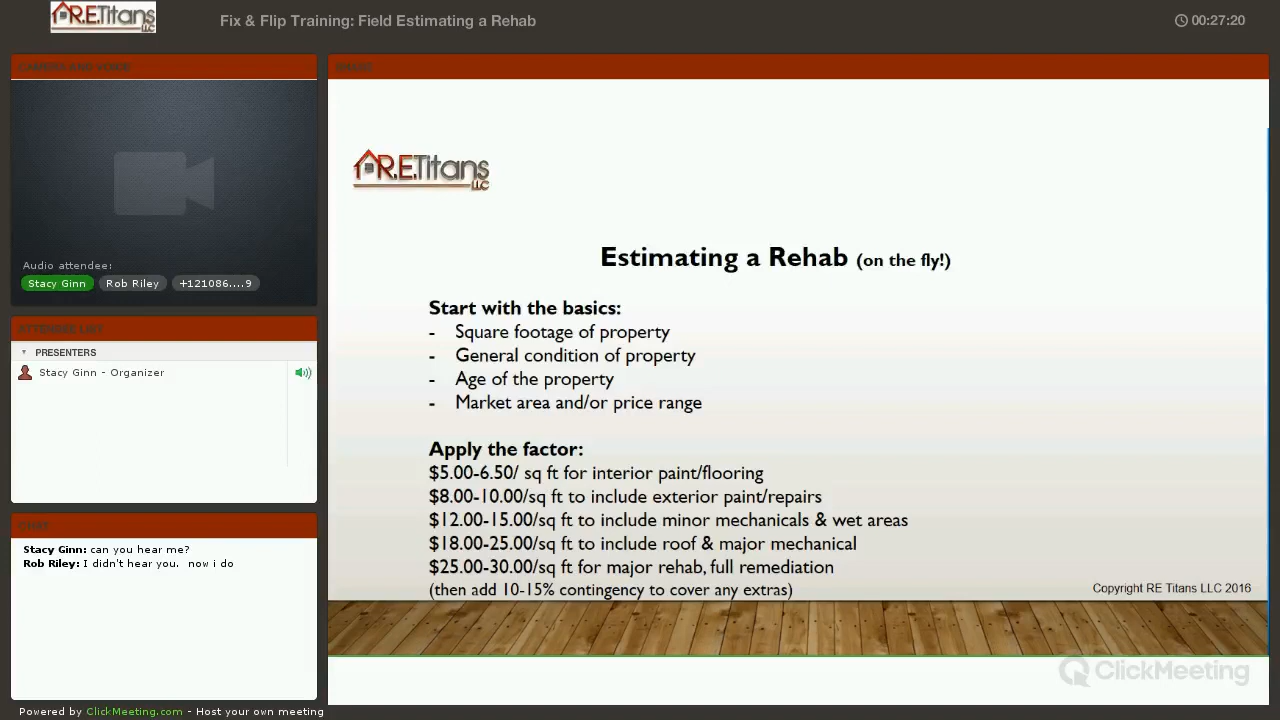 R.E.Titans
LLC
Fix & Flip Training: Field Estimating a Rehab
00:27:20
CAMERA AND VOICE
Audio attendee:
Stacy Ginn
Rob Riley
+121086....9
ATTENDEE LIST
PRESENTERS
Stacy Ginn - Organizer
CHAT
Stacy Ginn: can you hear me?
Rob Riley: I didn't hear you. now i do
Powered by ClickMeeting.com - Host your own meeting
R.E.Titans
LLC
Estimating a Rehab (on the fly!)
Start with the basics:
- Square footage of property
- General condition of property
- Age of the property
- Market area and/or price range
Apply the factor:
$5.00-6.50/ sq ft for interior paint/flooring
$8.00-10.00/sq ft to include exterior paint/repairs
$12.00-15.00/sq ft to include minor mechanicals & wet areas
$18.00-25.00/sq ft to include roof & major mechanical
$25.00-30.00/sq ft for major rehab, full remediation
(then add 10-15% contingency to cover any extras)
Copyright RE Titans LLC 2016
ClickMeeting